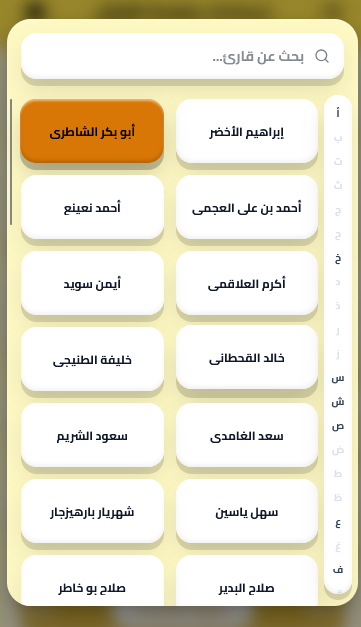 بحث عن قارئ...
إبراهيم الأخضر
أبو بكر الشاطرى
أحمد بن على العجمى
أحمد نعينع
أكرم العلاقمى
أيمن سويد
خالد القحطانى
خليفة الطنيجى
سعد الغامدى
سعود الشريم
سهل ياسين
شهريار بارهيزجار
صلاح البدير
صلاح بو خاطر
أ
ب
ت
ث
ج
ح
خ
د
ذ
ر
ز
س
ش
ص
ض
ط
ظ
ع
غ
ف